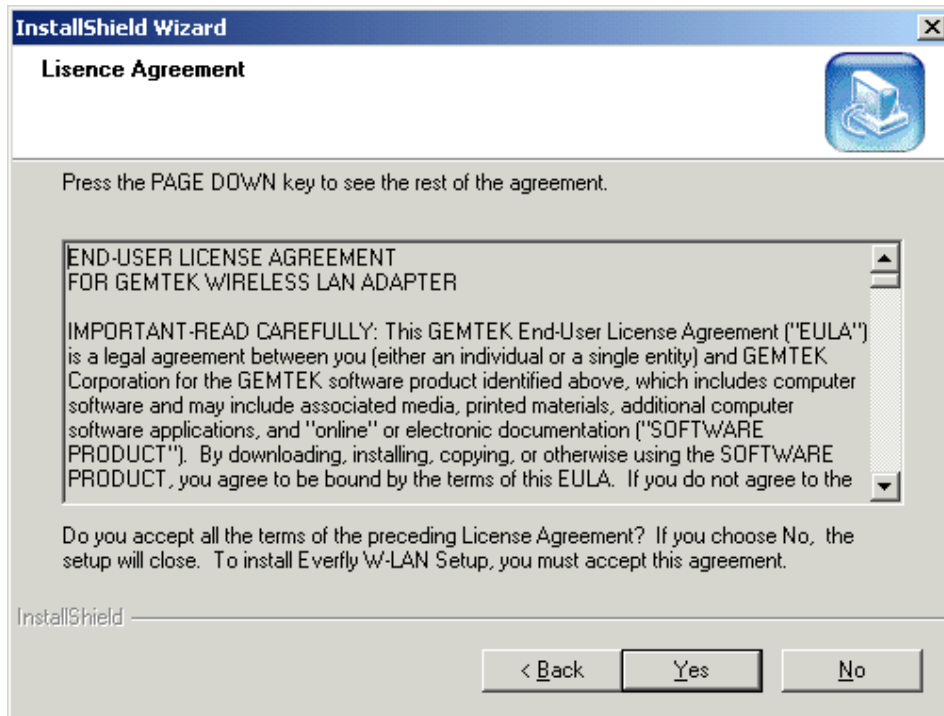 InstallShield Wizard
Lisence Agreement
Press the PAGE DOWN key to see the rest of the agreement.
END-USER LICENSE AGREEMENT
FOR GEMTEK WIRELESS LAN ADAPTER
IMPORTANT-READ CAREFULLY: This GEMTEK End-User License Agreement ("EULA")
is a legal agreement between you (either an individual or a single entity) and GEMTEK
Corporation for the GEMTEK software product identified above, which includes computer
software and may include associated media, printed materials, additional computer
software applications, and "online" or electronic documentation ("SOFTWARE
PRODUCT").  By downloading, installing, copying, or otherwise using the SOFTWARE
PRODUCT, you agree to be bound by the terms of this EULA.  If you do not agree to the
Do you accept all the terms of the preceding License Agreement?  If you choose No,  the
setup will close.  To install Everfly W-LAN Setup, you must accept this agreement.
InstallShield
< Back
Yes
No